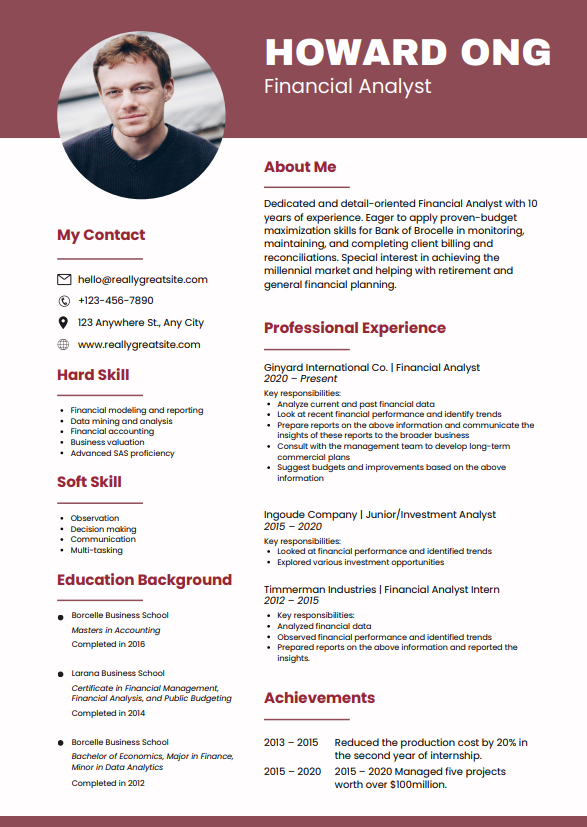 HOWARD ONG
Financial Analyst
My Contact
hello@reallygreatsite.com
+123-456-7890
123 Anywhere St., Any City
www.reallygreatsite.com
Hard Skill
• Financial modeling and reporting
• Data mining and analysis
• Financial accounting
• Business valuation
• Advanced SAS proficiency
Soft Skill
• Observation
• Decision making
• Communication
• Multi-tasking
Education Background
• Borcelle Business School
Masters in Accounting
Completed in 2016
• Larana Business School
Certificate in Financial Management,
Financial Analysis, and Public Budgeting
Completed in 2014
• Borcelle Business School
Bachelor of Economics, Major in Finance,
Minor in Data Analytics
Completed in 2012
About Me
Dedicated and detail-oriented Financial Analyst with 10
years of experience. Eager to apply proven-budget
maximization skills for Bank of Brocelle in monitoring,
maintaining, and completing client billing and
reconciliations. Special interest in achieving the
millennial market and helping with retirement and
general financial planning.
Professional Experience
Ginyard International Co. | Financial Analyst
2020 – Present
Key responsibilities:
• Analyze current and past financial data
• Look at recent financial performance and identify trends
• Prepare reports on the above information and communicate the
insights of these reports to the broader business
• Consult with the management team to develop long-term
commercial plans
• Suggest budgets and improvements based on the above
information
Ingoude Company | Junior/Investment Analyst
2015 – 2020
Key responsibilities:
• Looked at financial performance and identified trends
• Explored various investment opportunities
Timmerman Industries | Financial Analyst Intern
2012 – 2015
• Key responsibilities:
• Analyzed financial data
• Observed financial performance and identified trends
• Prepared reports on the above information and reported the
insights.
Achievements
2013 – 2015 Reduced the production cost by 20% in
the second year of internship.
2015 – 2020 2015 – 2020 Managed five projects
worth over $100million.